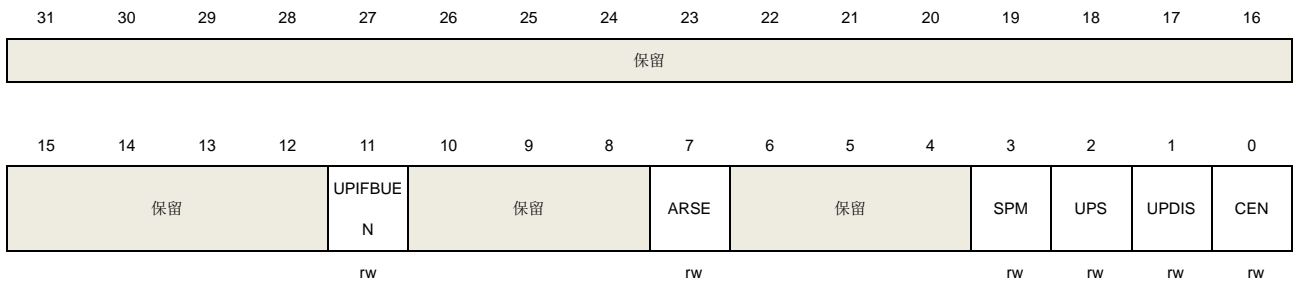 31 30 29 28 27 26 25 24 23 22 21 20 19 18 17 16
保留
15 14 13 12 11 10 9 8 7 6 5 4 3 2 1 0
保留 UPIFBUE N 保留 ARSE 保留 SPM UPS UPDIS CEN
rw rw rw rw rw rw